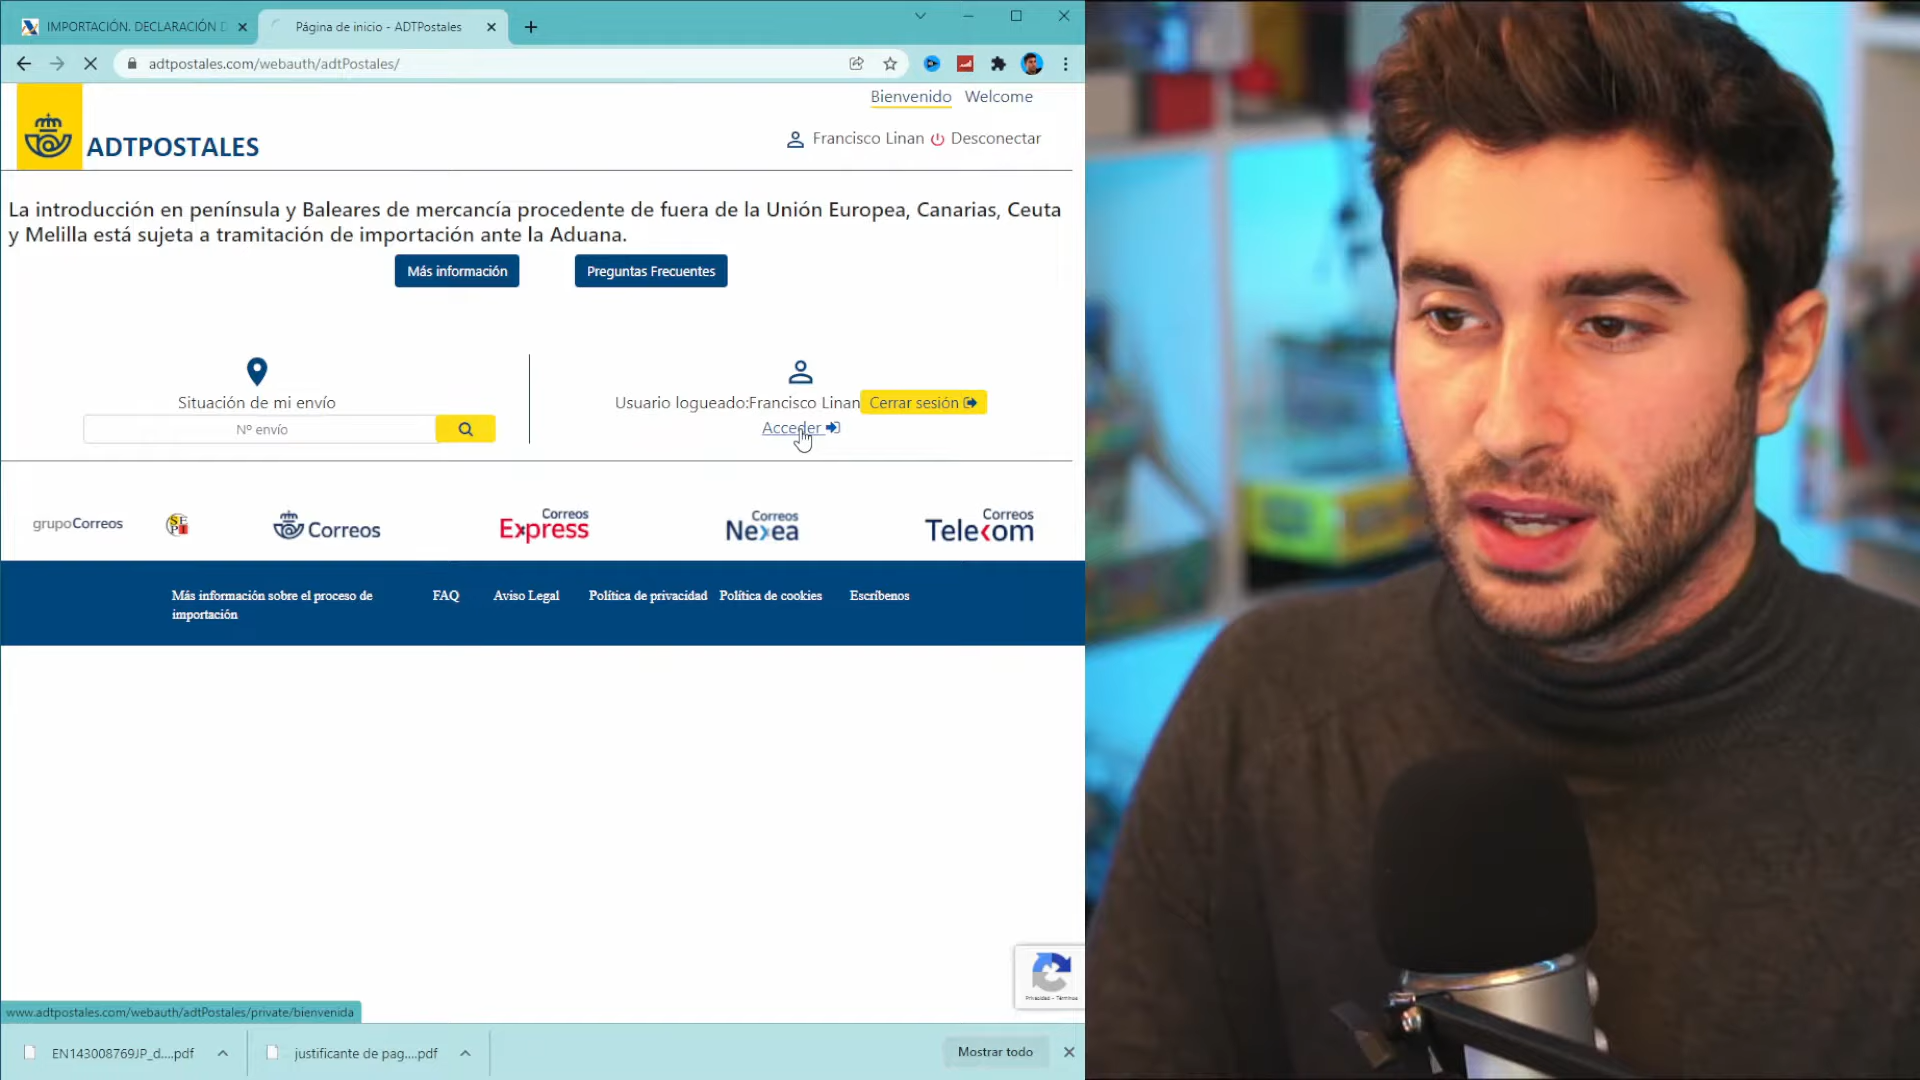 IMPORTACIÓN. DECLARACIÓN D
Página de inicio - ADTPostales
adtpostales.com/webauth/adtPostales/
Bienvenido Welcome
ADTPOSTALES
Francisco Linan Desconectar
La introducción en península y Baleares de mercancía procedente de fuera de la Unión Europea, Canarias, Ceuta
y Melilla está sujeta a tramitación de importación ante la Aduana.
Más información
Preguntas Frecuentes
Situación de mi envío
Nº envío
Usuario logueado:Francisco Linan
Cerrar sesión
Acceder
grupoCorreos
SEPI
Correos
Correos
Express
Correos
Nexea
Correos
Telecom
Más información sobre el proceso de
importación
FAQ
Aviso Legal
Política de privacidad
Política de cookies
Escríbenos
Privacidad - Términos
www.adtpostales.com/webauth/adtPostales/private/bienvenida
EN143008769JP_d....pdf
justificante de pag....pdf
Mostrar todo